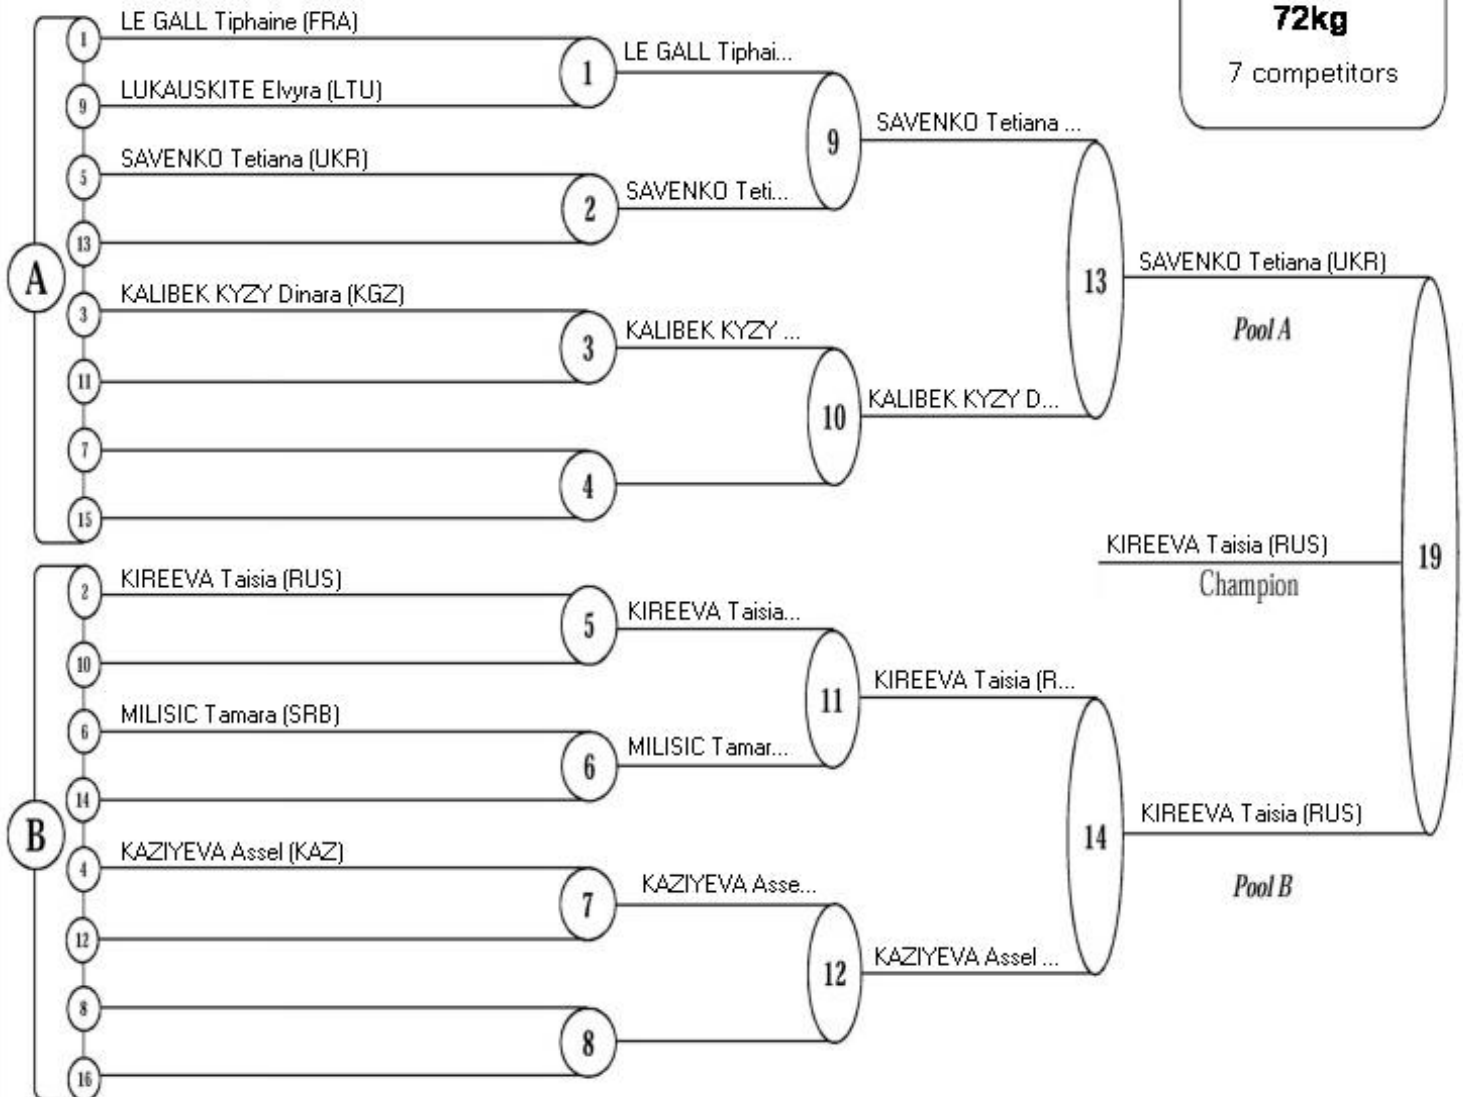 72kg
7 competitors
A
1
LE GALL Tiphaine (FRA)
9
LUKAUSKITE Elvyra (LTU)
5
SAVENKO Tetiana (UKR)
13
3
KALIBEK KYZY Dinara (KGZ)
11
7
15
1
LE GALL Tiphai...
2
SAVENKO Teti...
3
KALIBEK KYZY ...
4
9
SAVENKO Tetiana ...
10
KALIBEK KYZY D...
13
SAVENKO Tetiana (UKR)
Pool A
B
2
KIREEVA Taisia (RUS)
10
6
MILISIC Tamara (SRB)
14
4
KAZIYEVA Assel (KAZ)
12
8
16
5
KIREEVA Taisia...
6
MILISIC Tamar...
7
KAZIYEVA Asse...
8
11
KIREEVA Taisia (R...
12
KAZIYEVA Assel ...
14
KIREEVA Taisia (RUS)
Pool B
19
KIREEVA Taisia (RUS)
Champion